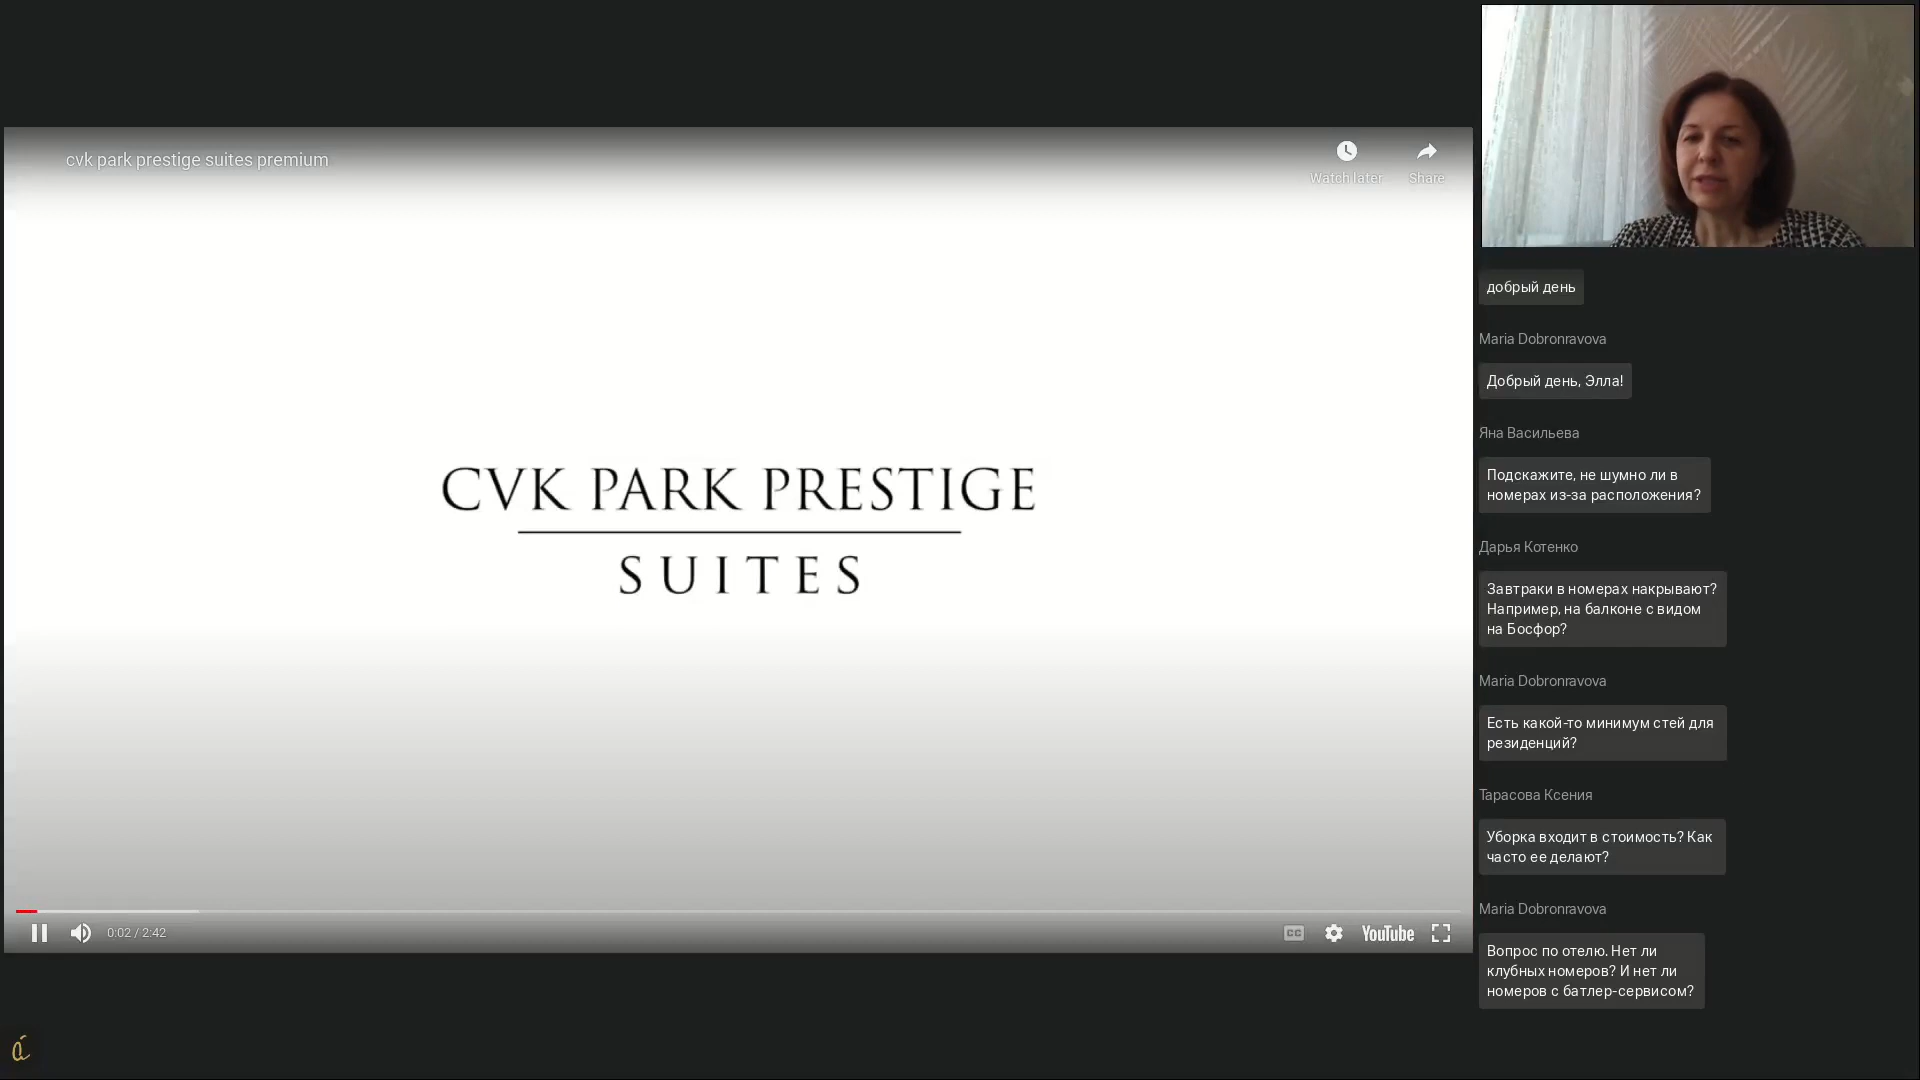 cvk park prestige suites premium
Watch later
Share
CVK PARK PRESTIGE
SUITES
0:02 / 2:42
CC
YouTube
добрый день
Maria Dobronravova
Добрый день, Элла!
Яна Васильева
Подскажите, не шумно ли в
номерах из-за расположения?
Дарья Котенко
Завтраки в номерах накрывают?
Например, на балконе с видом
на Босфор?
Maria Dobronravova
Есть какой-то минимум стей для
резиденций?
Тарасова Ксения
Уборка входит в стоимость? Как
часто ее делают?
Maria Dobronravova
Вопрос по отелю. Нет ли
клубных номеров? И нет ли
номеров с батлер-сервисом?
á